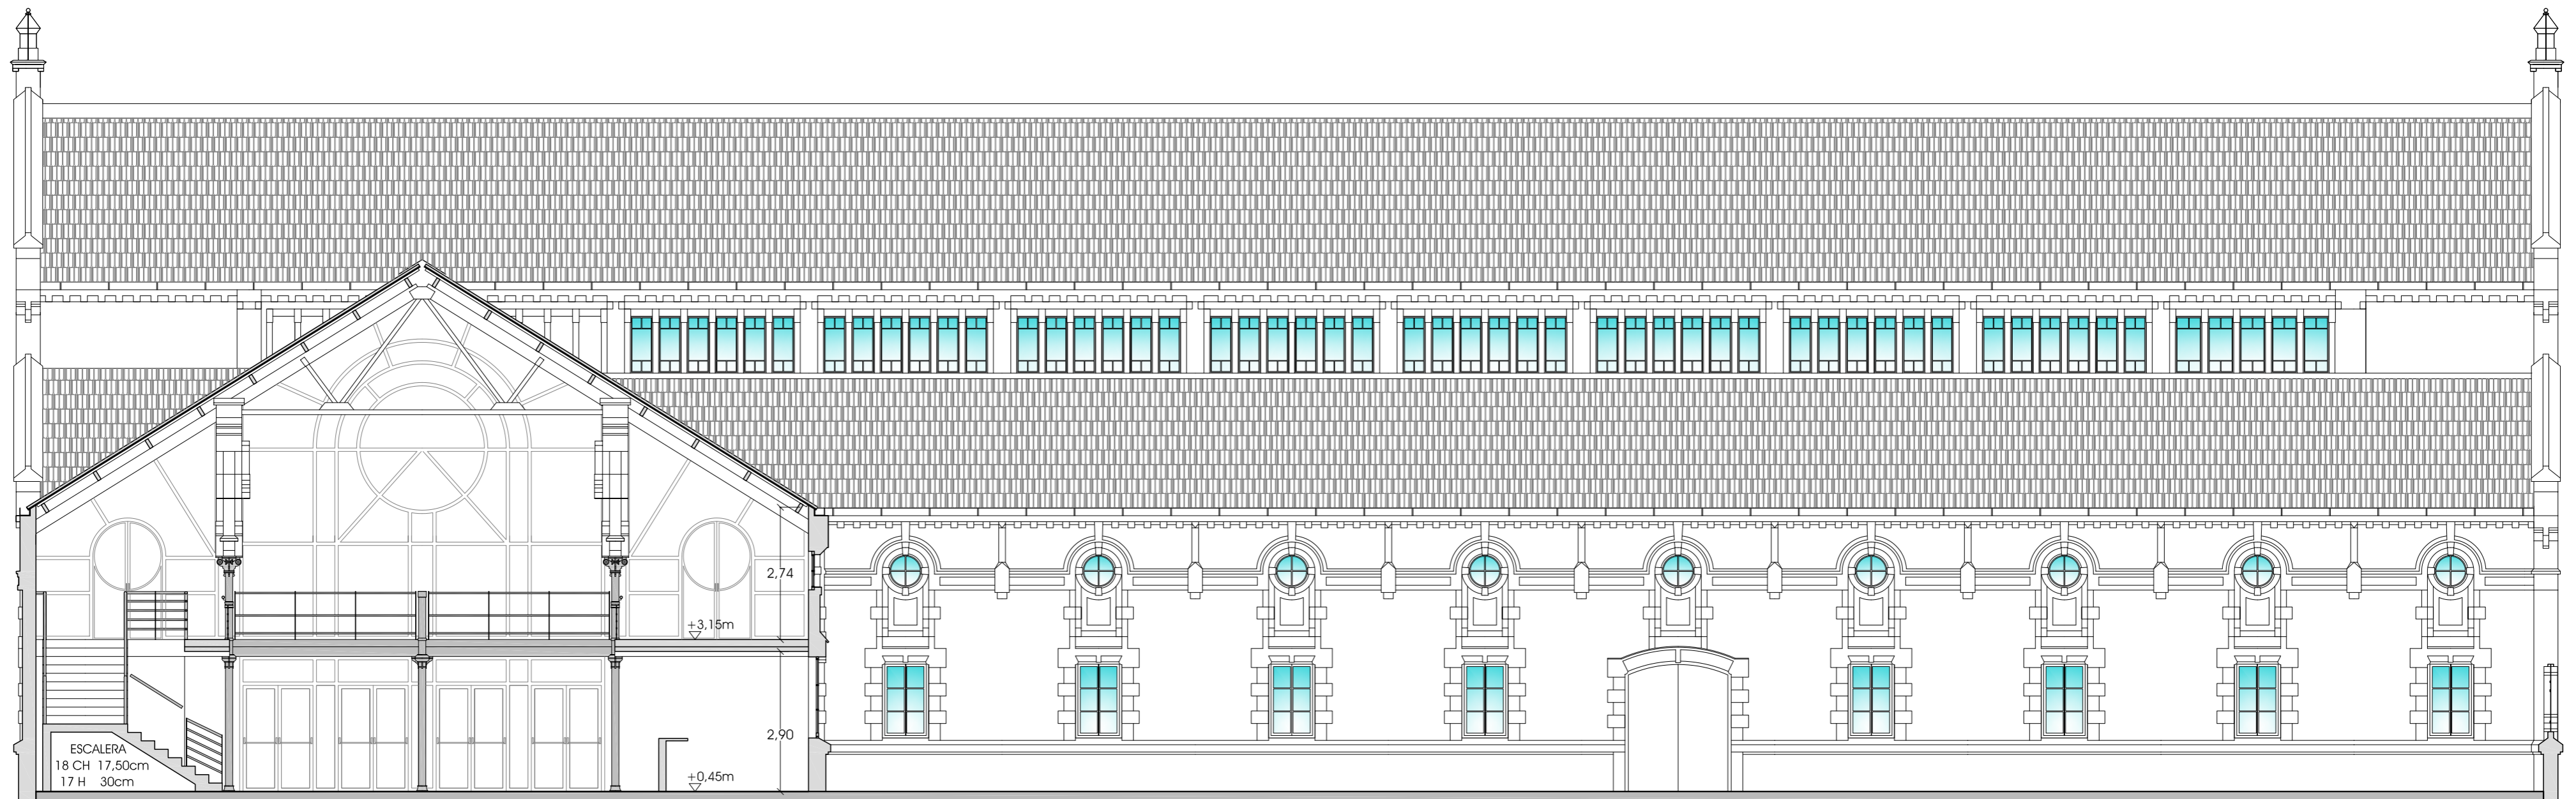 2,74
+3,15m
2,90
ESCALERA
18 CH 17,50cm
17 H 30cm
+0,45m